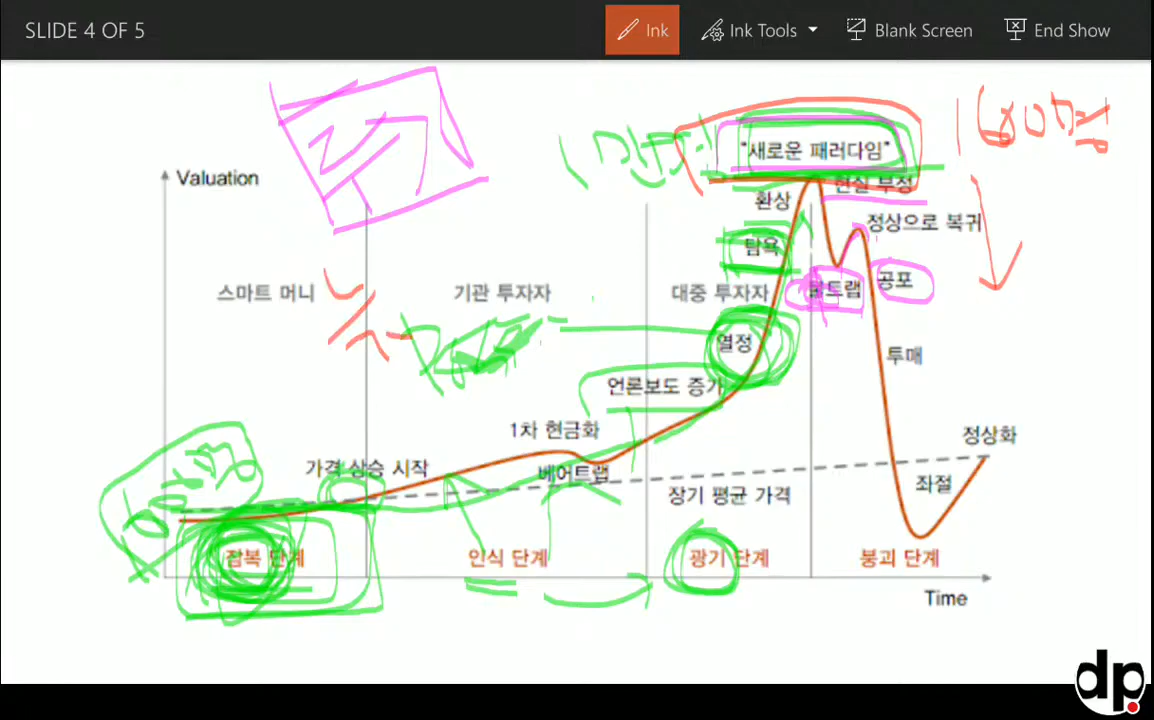 SLIDE 4 OF 5
Ink
Ink Tools
Blank Screen
End Show
160
"새로운 패러다임"
Valuation
현실 부정
환상
정상으로 복귀
탐욕
스마트 머니
기관 투자자
대중 투자자
불트랩
공포
열정
투매
언론보도 증가
1차 현금화
정상화
가격 상승 시작
베어트랩
장기 평균 가격
좌절
잠복 단계
인식 단계
광기 단계
붕괴 단계
Time
dp